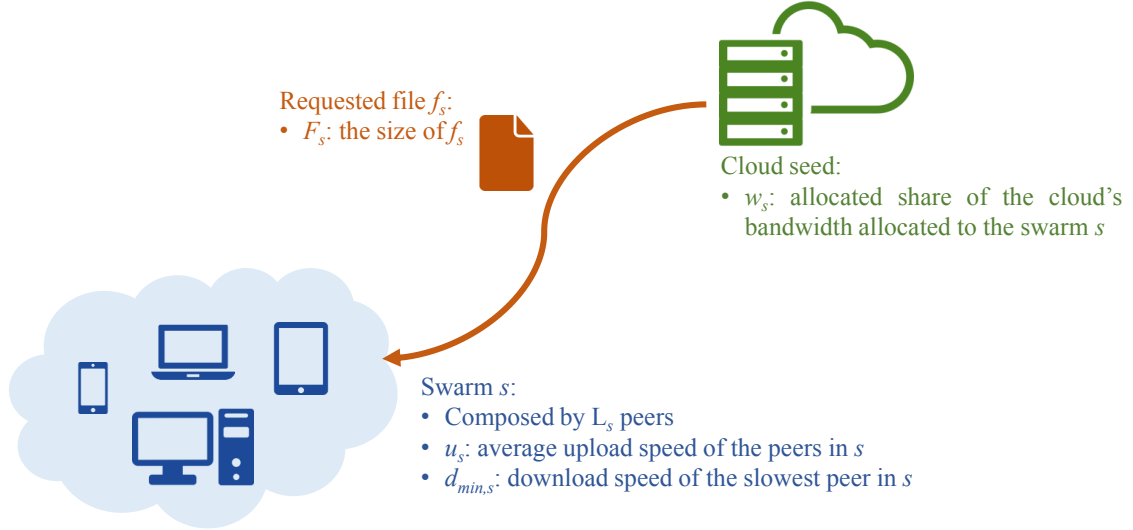 Requested file fs:
• Fs: the size of fs
Cloud seed:
• ws: allocated share of the cloud's
bandwidth allocated to the swarm s
Swarm s:
• Composed by Ls peers
• us: average upload speed of the peers in s
• dmin,s: download speed of the slowest peer in s